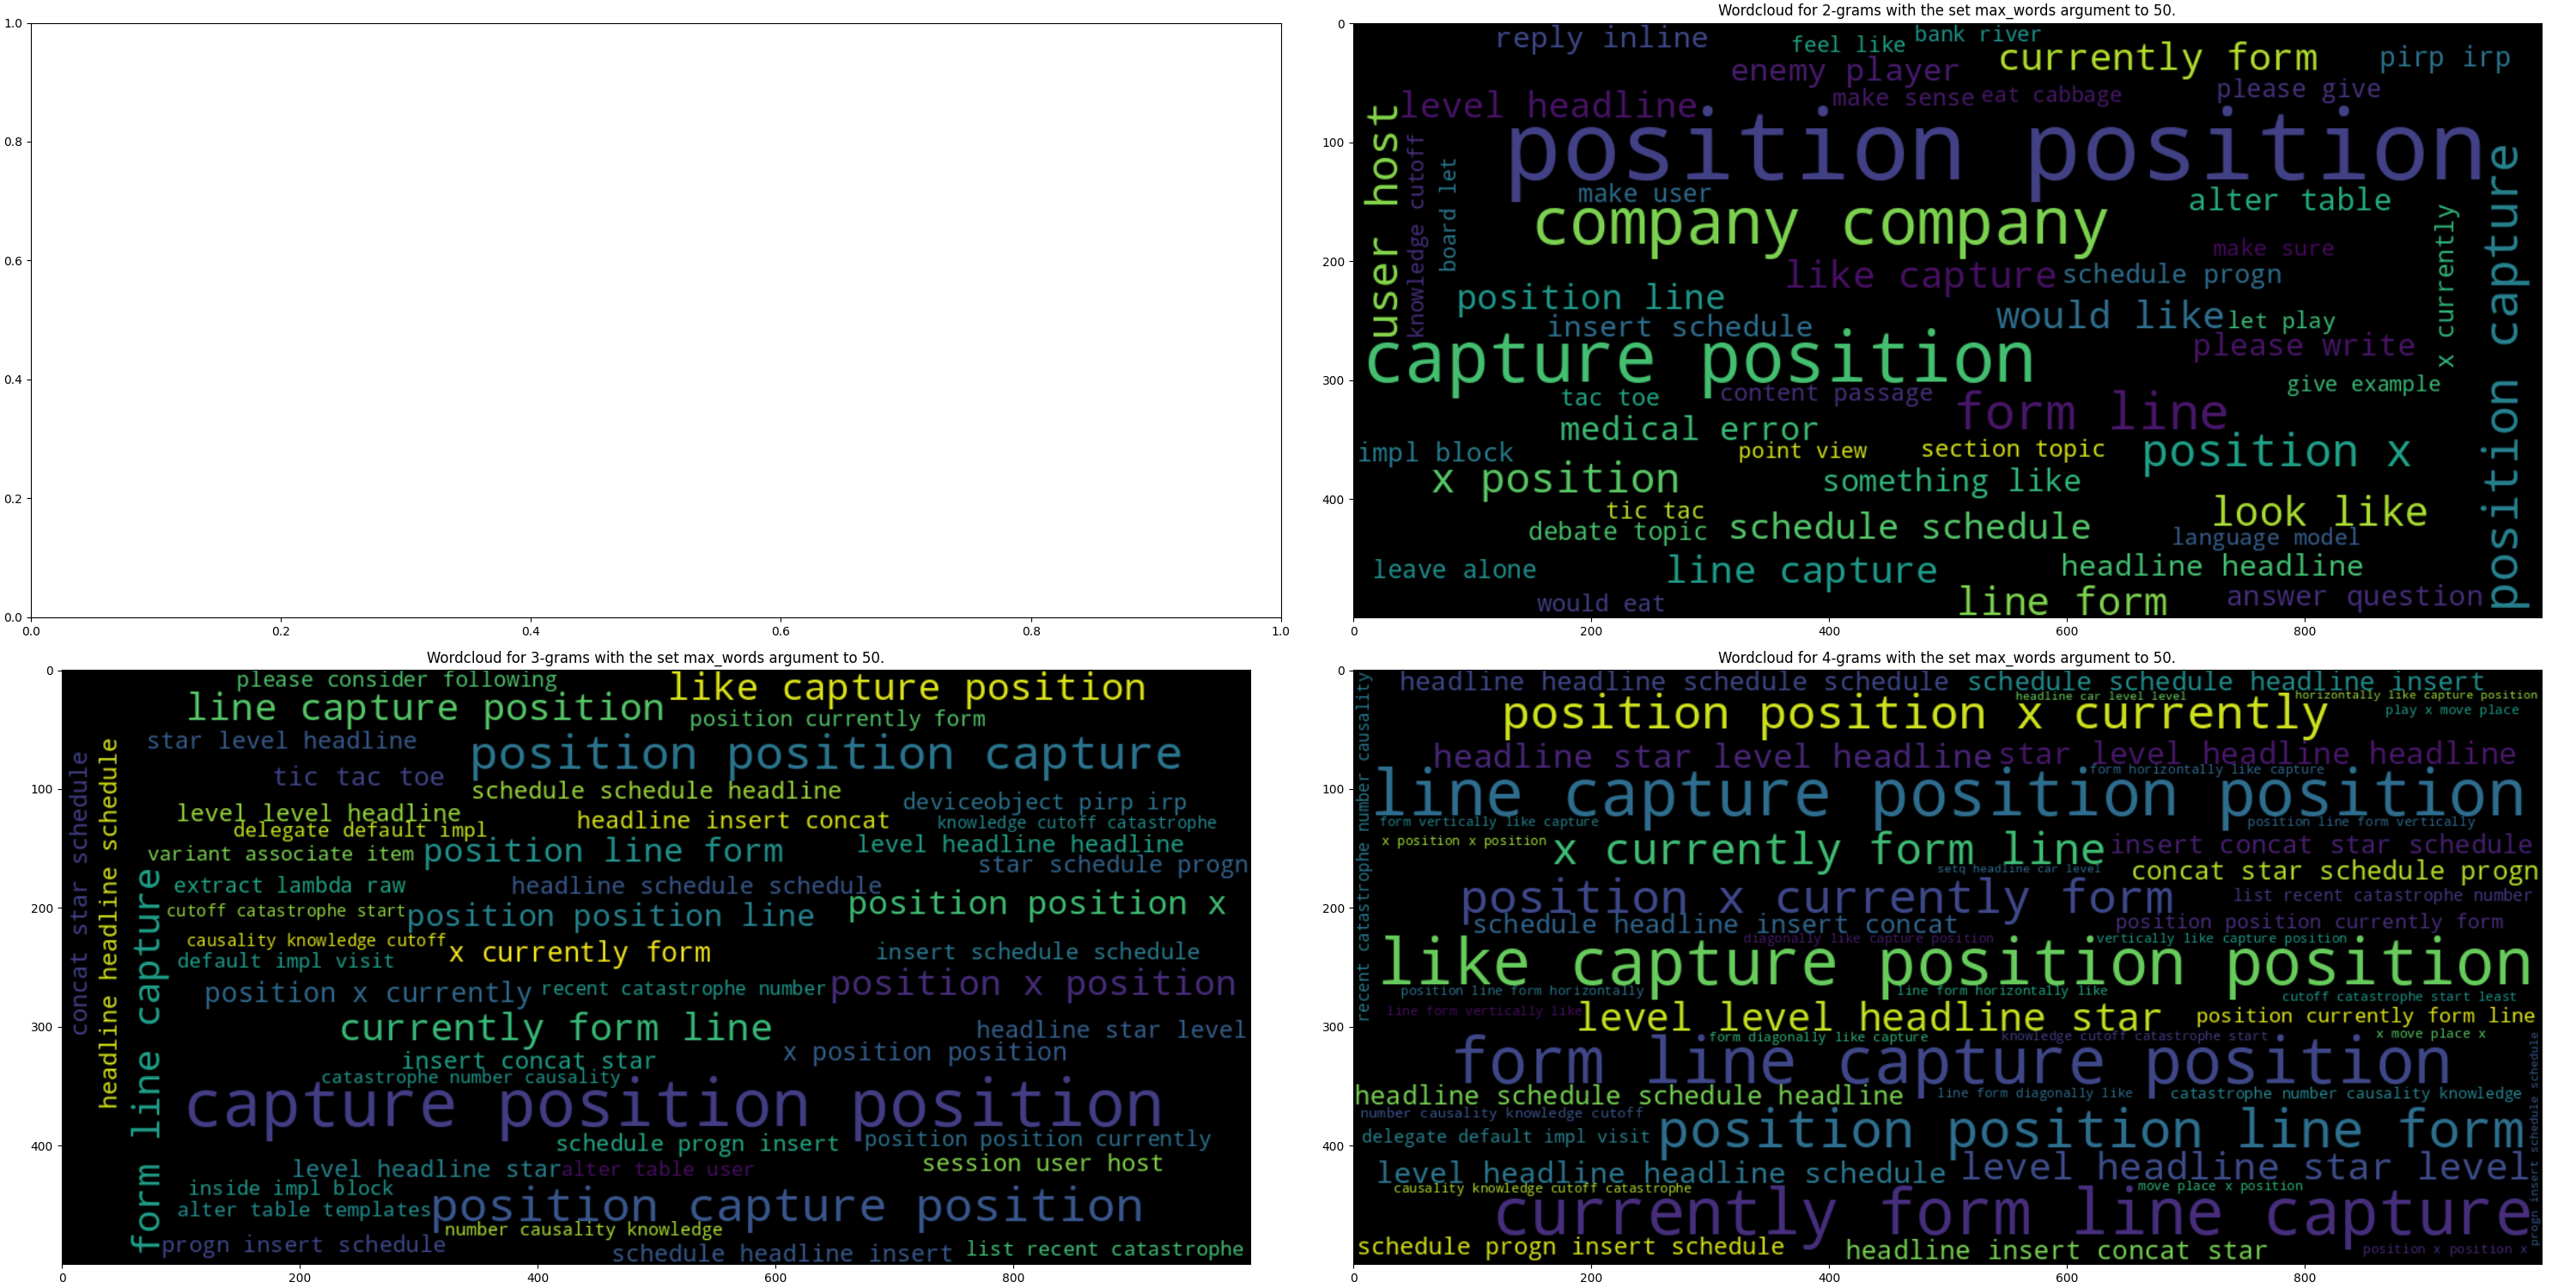 1.0
0.8
0.6
0.4
0.2
0.0
0.0 0.2 0.4 0.6 0.8 1.0
Wordcloud for 2-grams with the set max_words argument to 50.
0
100
200
300
400
reply inline
feel like
bank river
currently form
pirp irp
enemy player
please give
level headline
make sense
eat cabbage
position position
user host
knowledge cutoff
board let
make user
alter table
company company
x currently
position capture
make sure
like capture
schedule progn
position line
would like
let play
insert schedule
please write
capture position
give example
tac toe
content passage
form line
medical error
impl block
point view
section topic
position x
x position
something like
tic tac
look like
debate topic
schedule schedule
language model
leave alone
line capture
headline headline
would eat
line form
answer question
0 200 400 600 800
Wordcloud for 3-grams with the set max_words argument to 50.
0
100
200
300
400
please consider following
like capture position
line capture position
position currently form
star level headline
position position capture
concat star schedule
headline headline schedule
tic tac toe
schedule schedule headline
deviceobject pirp irp
level level headline
headline insert concat
knowledge cutoff catastrophe
delegate default impl
level headline headline
variant associate item
position line form
star schedule progn
form line capture
extract lambda raw
headline schedule schedule
position position x
cutoff catastrophe start
position position line
causality knowledge cutoff
x currently form
insert schedule schedule
default impl visit
position x currently
recent catastrophe number
position x position
currently form line
headline star level
insert concat star
x position position
catastrophe number causality
capture position position
schedule progn insert
position position currently
level headline star
alter table user
session user host
inside impl block
alter table templates
position capture position
number causality knowledge
progn insert schedule
schedule headline insert
list recent catastrophe
0 200 400 600 800
Wordcloud for 4-grams with the set max_words argument to 50.
0
100
200
300
400
headline headline schedule schedule
schedule schedule headline insert
headline car level level
horizontally like capture position
recent catastrophe number causality
position position x currently
play x move place
headline star level headline
star level headline headline
form horizontally like capture
line capture position position
form vertically like capture
position line form vertically
x position x position
x currently form line
insert concat star schedule
setq headline car level
concat star schedule progn
position x currently form
list recent catastrophe number
schedule headline insert concat
position position currently form
diagonally like capture position
vertically like capture position
like capture position position
position line form horizontally
line form horizontally like
cutoff catastrophe start least
line form vertically like
level level headline star
position currently form line
form diagonally like capture
knowledge cutoff catastrophe start
x move place x
form line capture position
progn insert schedule schedule
headline schedule schedule headline
line form diagonally like
catastrophe number causality knowledge
number causality knowledge cutoff
delegate default impl visit
position position line form
level headline headline schedule
level headline star level
causality knowledge cutoff catastrophe
move place x position
currently form line capture
schedule progn insert schedule
headline insert concat star
position x position x
0 200 400 600 800